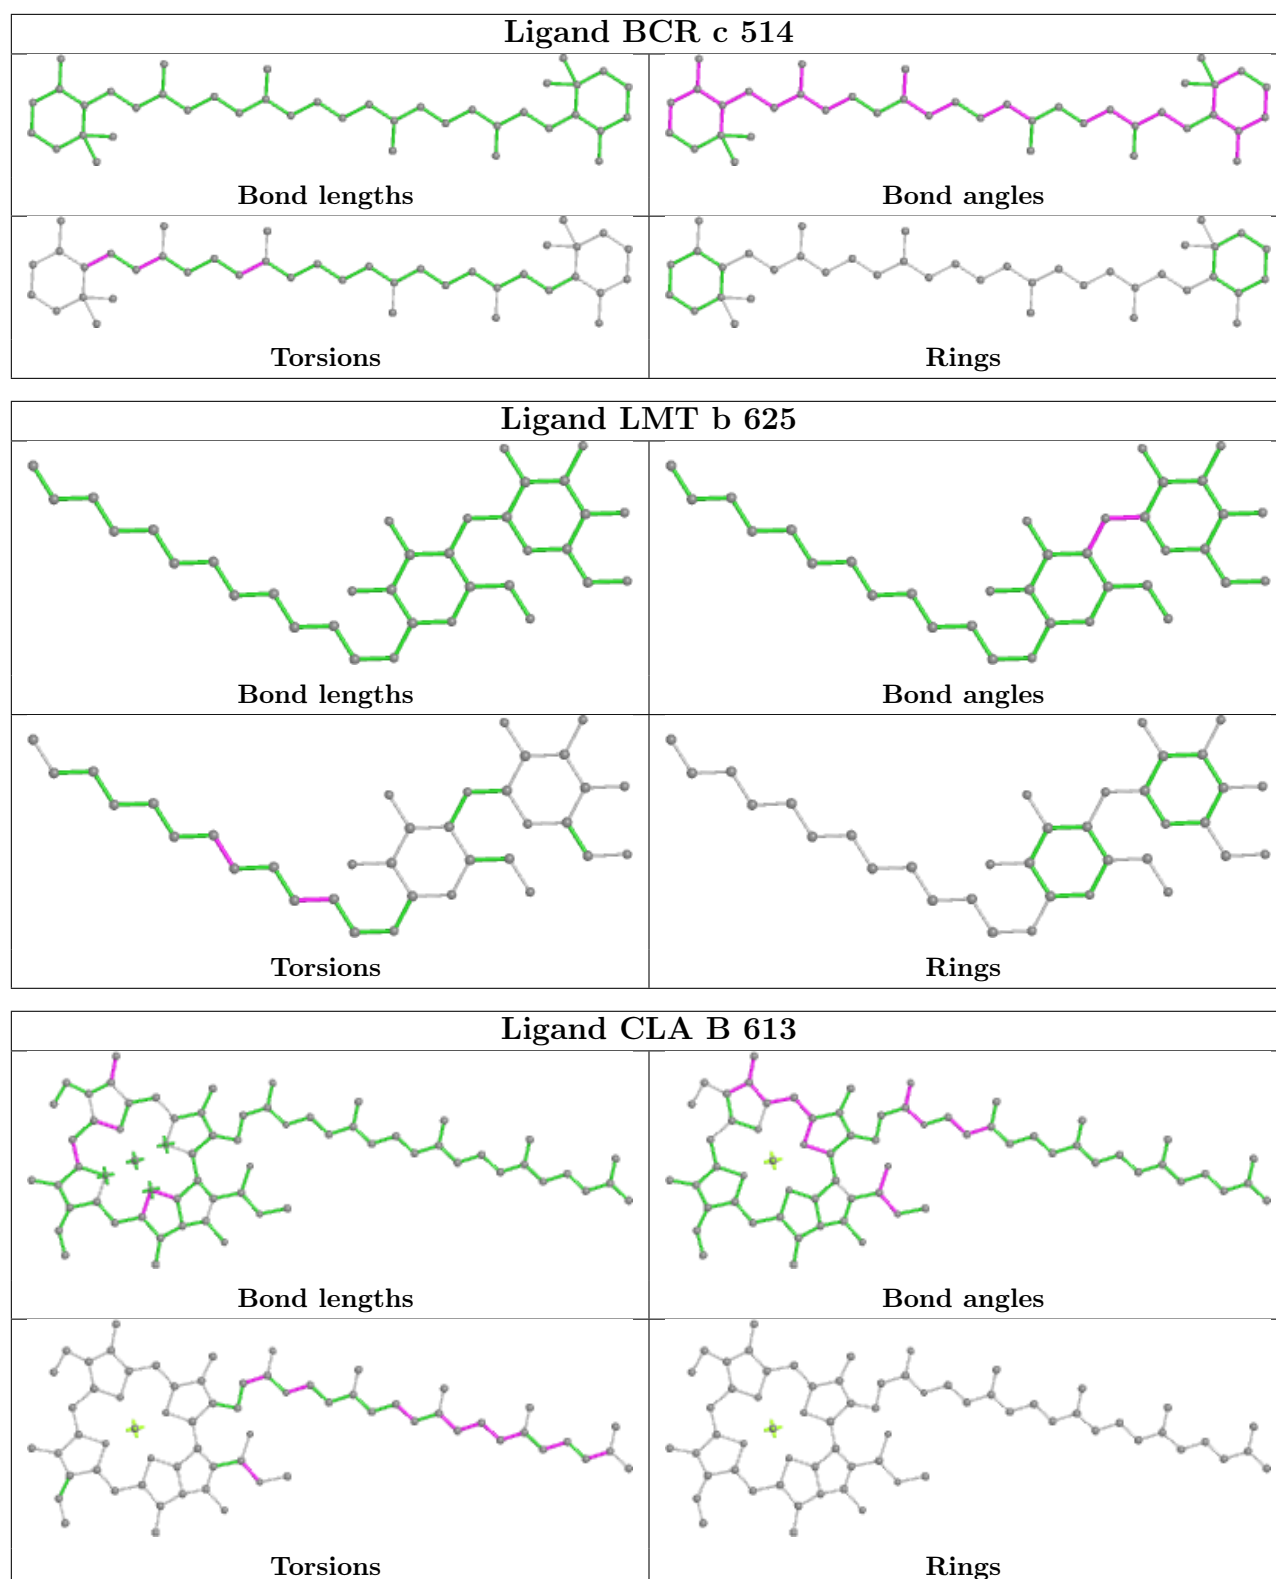 Ligand BCR c 514
Bond lengths
Bond angles
Torsions
Rings
Ligand LMT b 625
Bond lengths
Bond angles
Torsions
Rings
Ligand CLA B 613
Bond lengths
Bond angles
Torsions
Rings